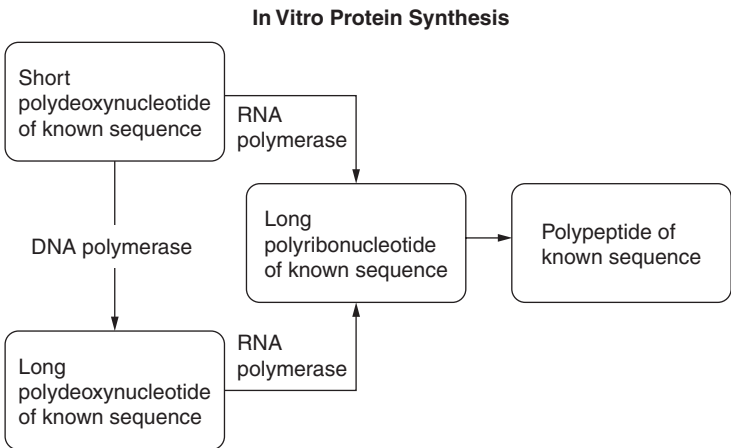 In Vitro Protein Synthesis
Short
polydeoxynucleotide
of known sequence
RNA
polymerase
DNA polymerase
Long
polyribonucleotide
of known sequence
Polypeptide of
known sequence
Long
polydeoxynucleotide
of known sequence
RNA
polymerase